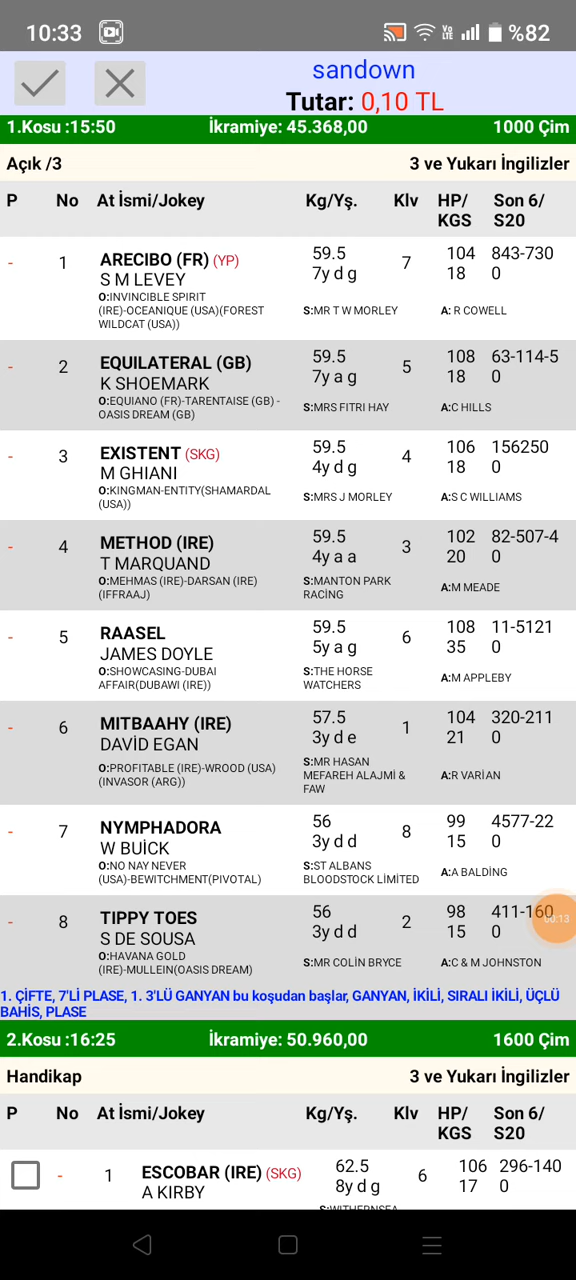 10:33 Vo LTE %82
sandown
Tutar: 0,10 TL
1.Kosu :15:50 İkramiye: 45.368,00 1000 Çim
Açık /3 3 ve Yukarı İngilizler
P No At İsmi/Jokey Kg/Yş. Klv HP/ KGS Son 6/ S20
- 1 ARECIBO (FR) (YP) 59.5 7 104 843-730
S M LEVEY 7y d g 18 0
O:INVINCIBLE SPIRIT
(IRE)-OCEANIQUE (USA)(FOREST S:MR T W MORLEY A: R COWELL
WILDCAT (USA))
- 2 EQUILATERAL (GB) 59.5 5 108 63-114-5
K SHOEMARK 7y a g 18 0
O:EQUIANO (FR)-TARENTAISE (GB) - S:MRS FITRI HAY A:C HILLS
OASIS DREAM (GB)
- 3 EXISTENT (SKG) 59.5 4 106 156250
M GHIANI 4y d g 18 0
O:KINGMAN-ENTITY(SHAMARDAL S:MRS J MORLEY A:S C WILLIAMS
(USA))
- 4 METHOD (IRE) 59.5 3 102 82-507-4
T MARQUAND 4y a a 20 0
O:MEHMAS (IRE)-DARSAN (IRE) S:MANTON PARK A:M MEADE
(IFFRAAJ) RACİNG
- 5 RAASEL 59.5 6 108 11-5121
JAMES DOYLE 5y a g 35 0
O:SHOWCASING-DUBAI S:THE HORSE A:M APPLEBY
AFFAIR(DUBAWI (IRE)) WATCHERS
- 6 MITBAAHY (IRE) 57.5 1 104 320-211
DAVİD EGAN 3y d e 21 0
O:PROFITABLE (IRE)-WROOD (USA) S:MR HASAN
(INVASOR (ARG)) MEFAREH ALAJMİ & A:R VARİAN
FAW
- 7 NYMPHADORA 56 8 99 4577-22
W BUİCK 3y d d 15 0
O:NO NAY NEVER S:ST ALBANS A:A BALDİNG
(USA)-BEWITCHMENT(PIVOTAL) BLOODSTOCK LİMİTED
- 8 TIPPY TOES 56 2 98 411-160
S DE SOUSA 3y d d 15 0
00:13
O:HAVANA GOLD S:MR COLİN BRYCE A:C & M JOHNSTON
(IRE)-MULLEIN(OASIS DREAM)
1. ÇİFTE, 7'Lİ PLASE, 1. 3'LÜ GANYAN bu koşudan başlar, GANYAN, İKİLİ, SIRALI İKİLİ, ÜÇLÜ
BAHİS, PLASE
2.Kosu :16:25 İkramiye: 50.960,00 1600 Çim
Handikap 3 ve Yukarı İngilizler
P No At İsmi/Jokey Kg/Yş. Klv HP/ KGS Son 6/ S20
- 1 ESCOBAR (IRE) (SKG) 62.5 6 106 296-140
A KIRBY 8y d g 17 0
S:WITHERNSEA